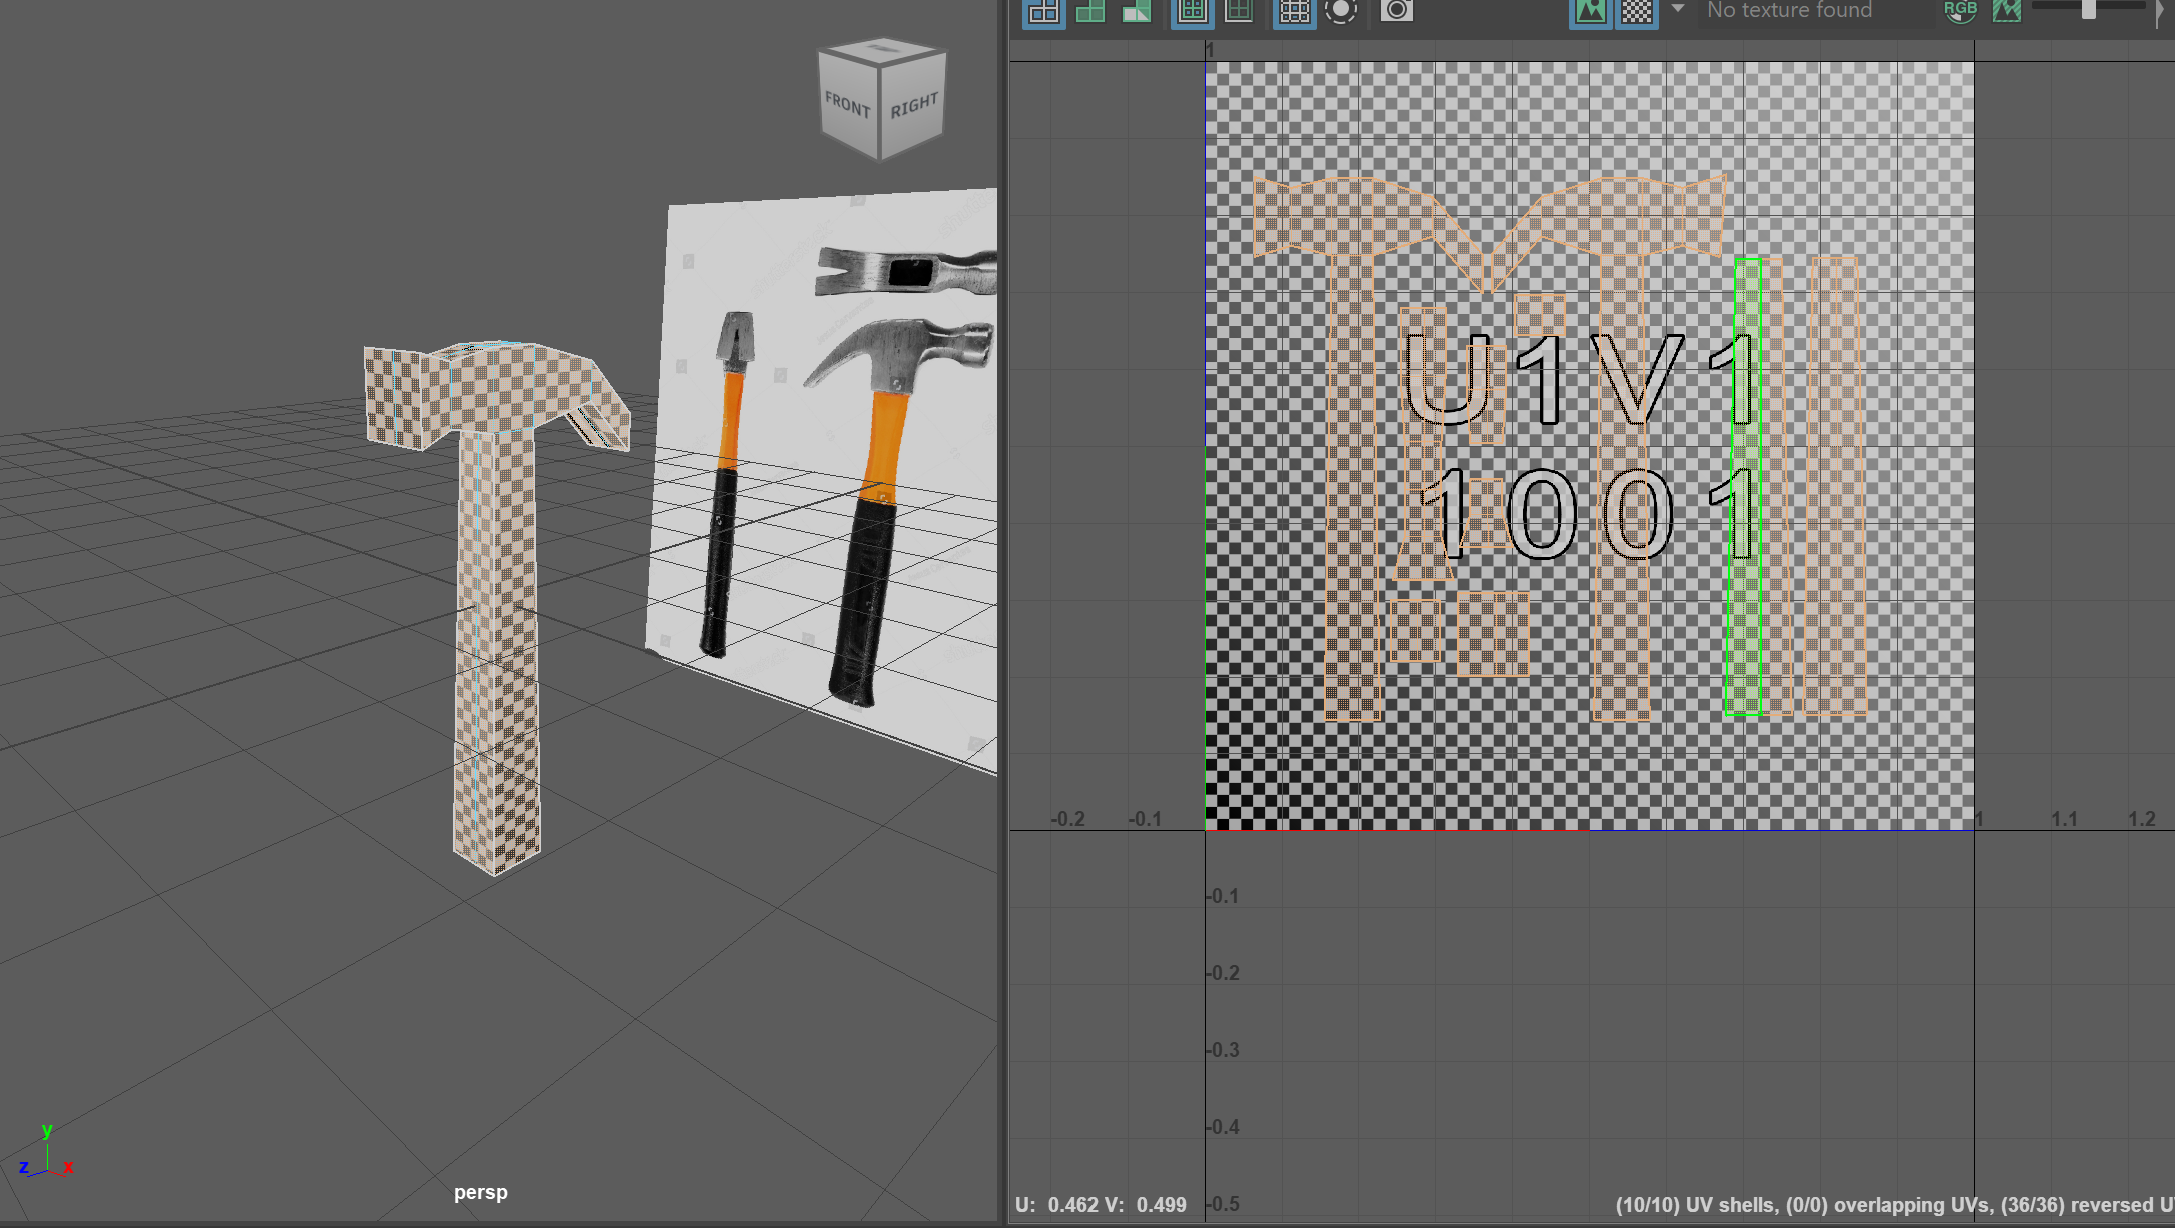 No texture found
RGB
FRONT
RIGHT
1
U1V1
1001
-0.2
-0.1
1
1.1
1.2
-0.1
-0.2
-0.3
-0.4
-0.5
y
z
x
persp
U: 0.462 V: 0.499
(10/10) UV shells, (0/0) overlapping UVs, (36/36) reversed U